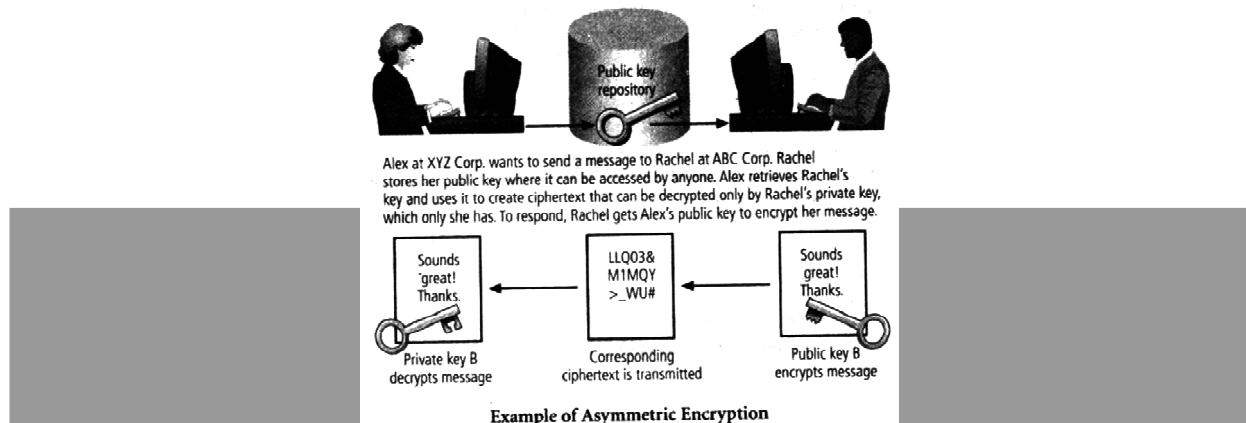 Public key
repository
Alex at XYZ Corp. wants to send a message to Rachel at ABC Corp. Rachel
stores her public key where it can be accessed by anyone. Alex retrieves Rachel's
key and uses it to create ciphertext that can be decrypted only by Rachel's private key,
which only she has. To respond, Rachel gets Alex's public key to encrypt her message.
Sounds
great!
Thanks.
LLQ03&
M1MQY
>_WU#
Sounds
great!
Thanks.
Private key B
decrypts message
Corresponding
ciphertext is transmitted
Public key B
encrypts message
Example of Asymmetric Encryption